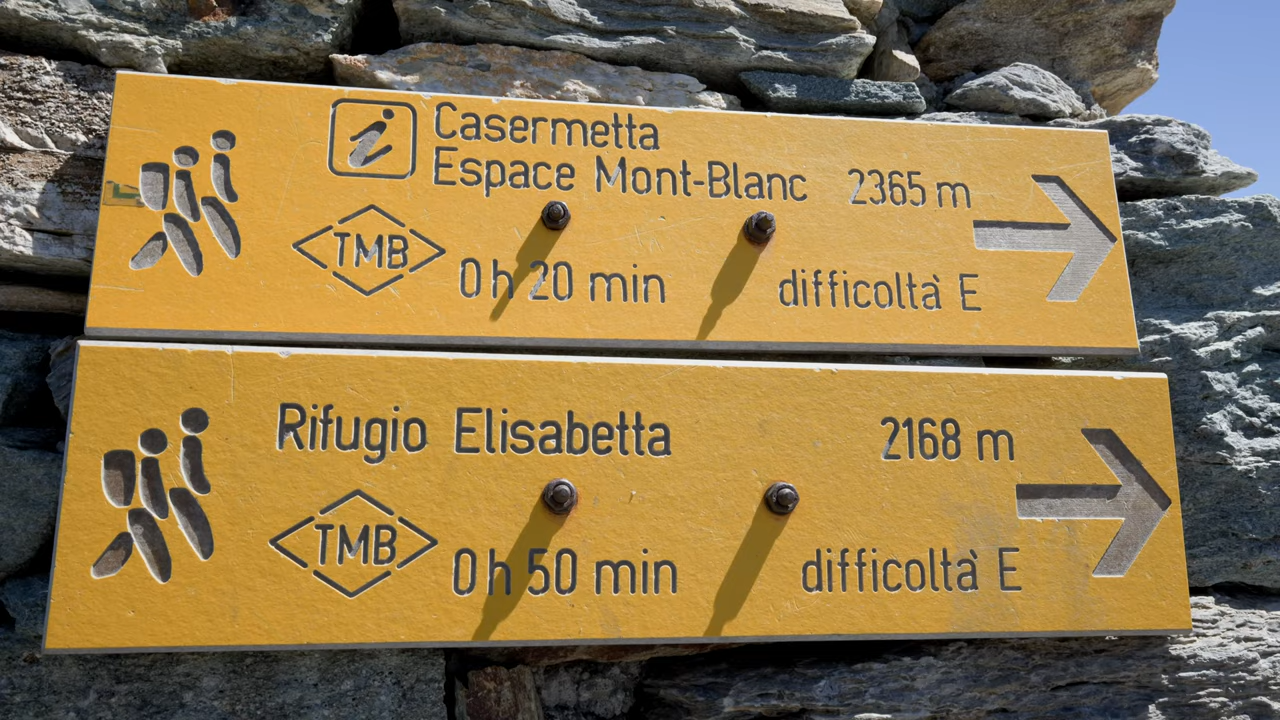 i
Casermetta
Espace Mont-Blanc 2365 m
TMB
0 h 20 min difficoltà E
Rifugio Elisabetta 2168 m
TMB
0 h 50 min difficoltà E